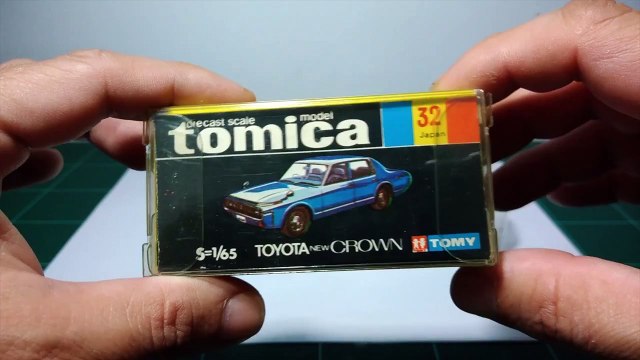 diecast scale model
tomica
32
Japan
S=1/65
TOYOTA NEW CROWN
TOMY